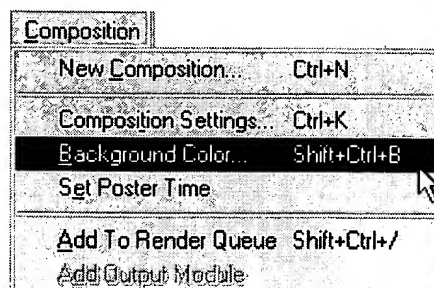 Composition
New Composition... Ctrl+N
Composition Settings... Ctrl+K
Background Color... Shift+Ctrl+B
Set Poster Time
Add To Render Queue Shift+Ctrl+/
Add Output Module